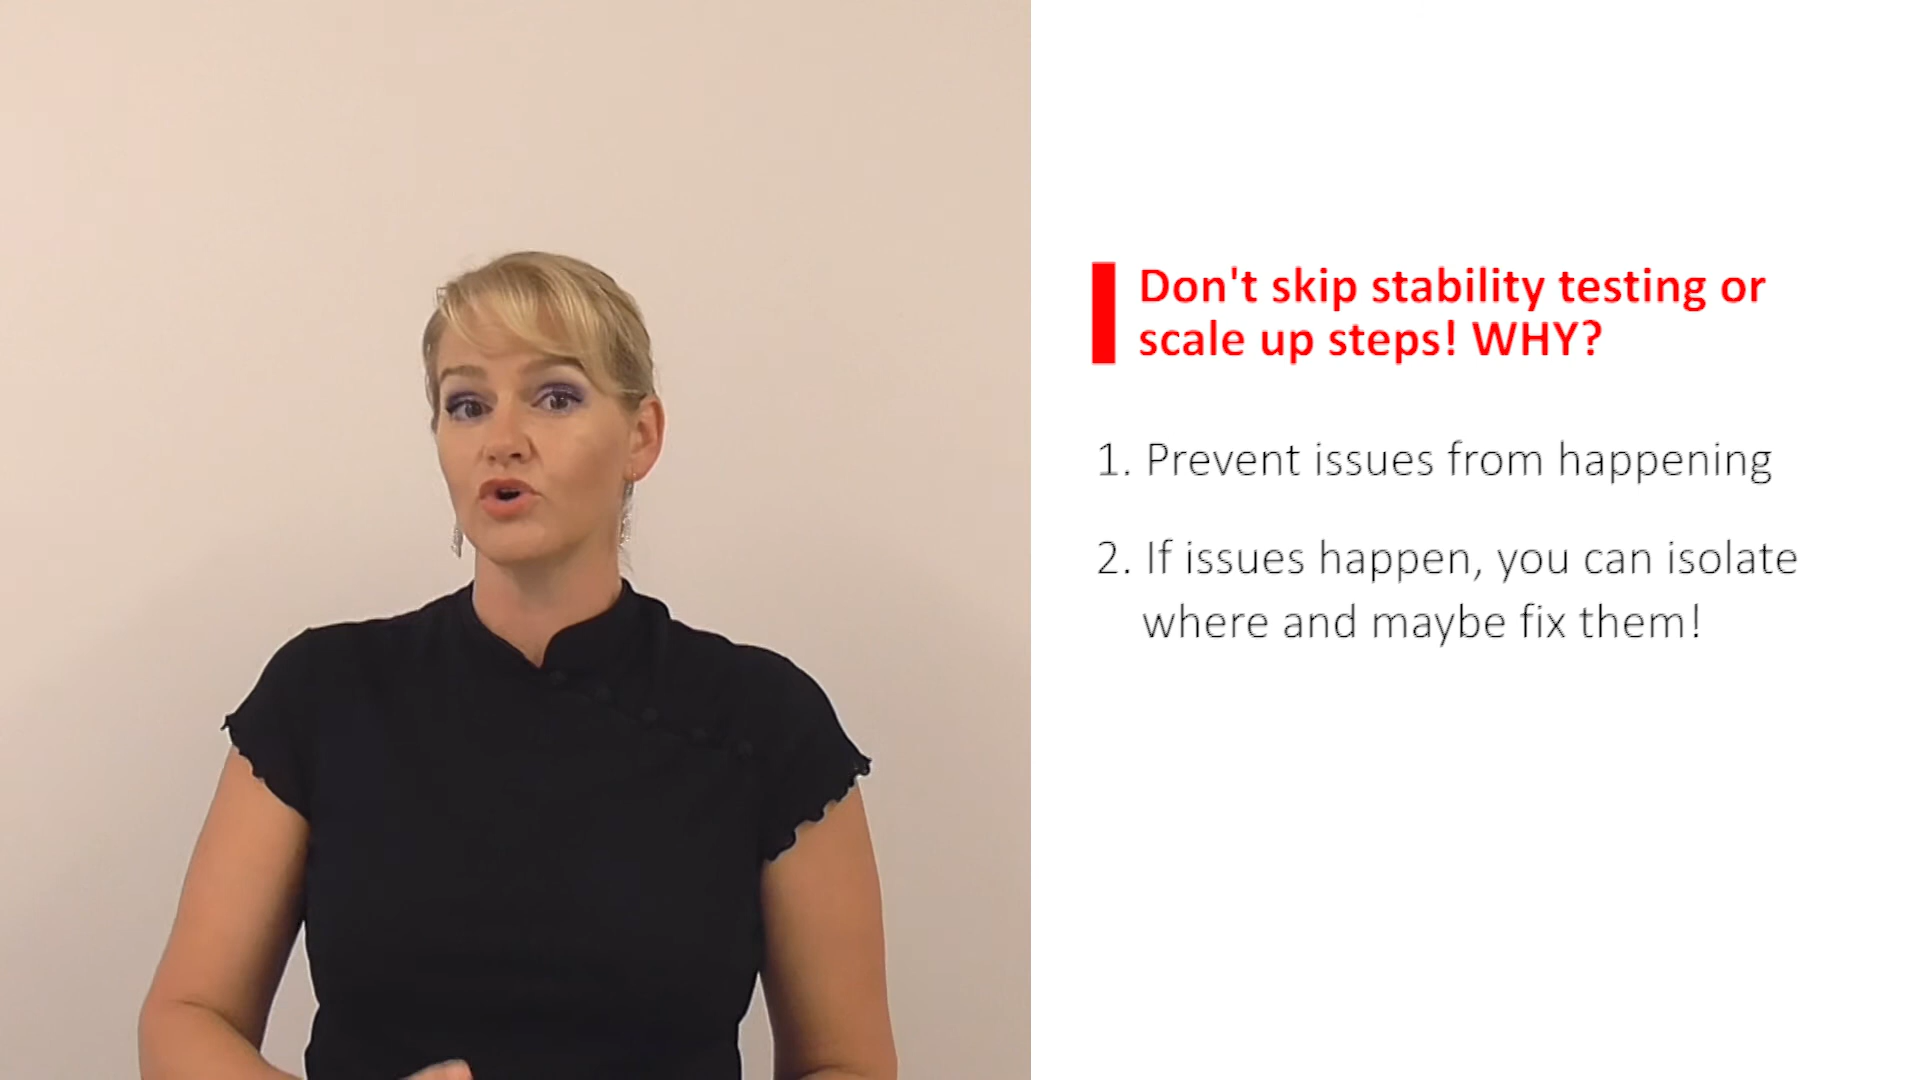 Don't skip stability testing or
scale up steps! WHY?
1. Prevent issues from happening
2. If issues happen, you can isolate
where and maybe fix them!